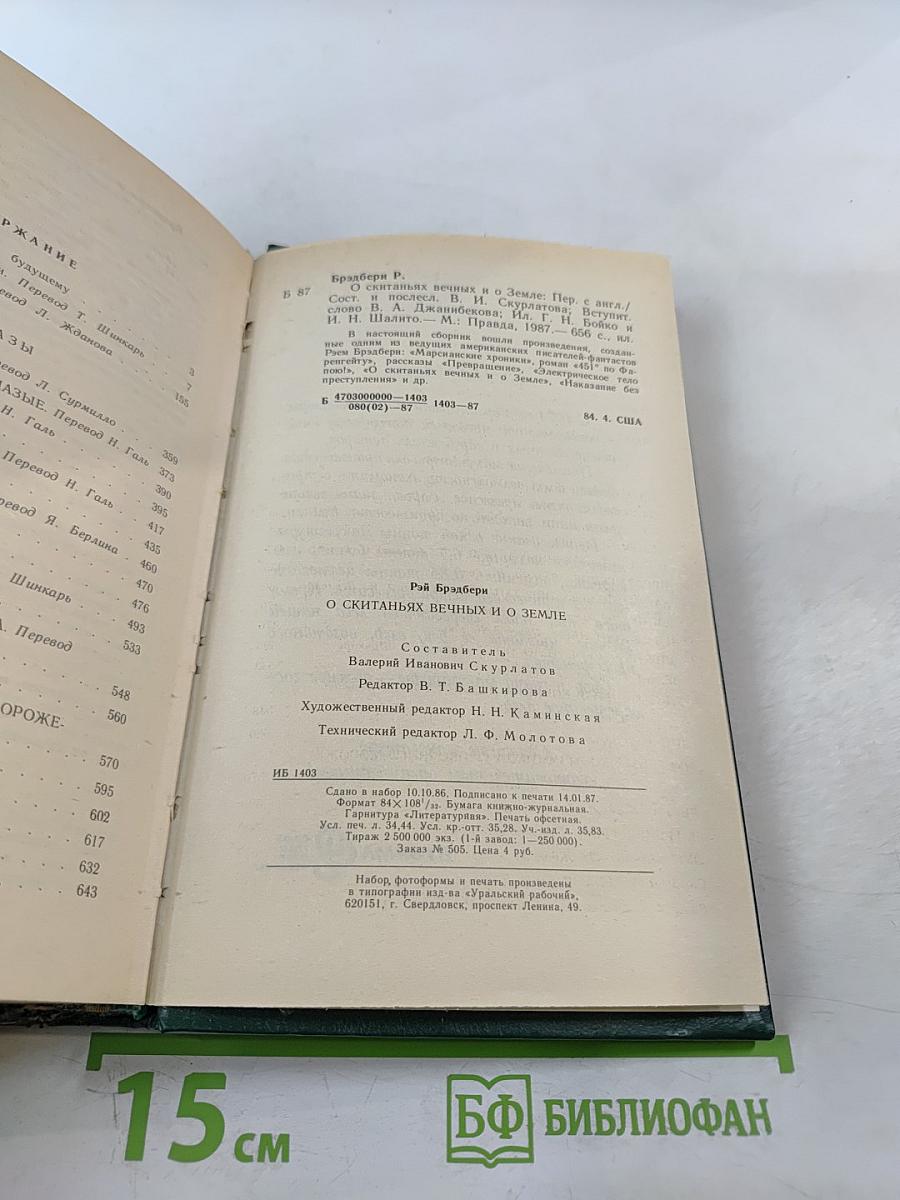 РЖАНИЕ
будущему
Перевод Т. Шинкарь 3
Л. Жданова 7
155
АЗЫ
Л. Сурмилло 359
Перевод Н. Галь 373
Н. Галь 390
395
Перевод Н. Галь 417
435
Я. Берлина 460
470
Шинкарь 476
493
533
Перевод
548
560
ОРОЖЕ-
570
595
602
617
632
643
Брэдбери Р.
Б 87 О скитаньях вечных и о Земле: Пер. с англ./
Сост. и послесл. В. И. Скурлатова; Вступит.
слово В. А. Джанибекова; Ил. Г. Н. Бойко и
И. Н. Шалито.— М.: Правда, 1987.— 656 с., ил.
В настоящий сборник вошли произведения, создан-
ные одним из ведущих американских писателей-фантастов
Рэем Брэдбери: «Марсианские хроники», роман «451° по Фа-
ренгейту», рассказы «Превращение», «Электрическое тело
пою!», «О скитаньях вечных и о Земле», «Наказание без
преступления» и др.
Б 4703000000—1403 1403—87
080(02)—87
84. 4. США
Рэй Брэдбери
О СКИТАНЬЯХ ВЕЧНЫХ И О ЗЕМЛЕ
Составитель
Валерий Иванович Скурлатов
Редактор В. Т. Башкирова
Художественный редактор Н. Н. Каминская
Технический редактор Л. Ф. Молотова
ИБ 1403
Сдано в набор 10.10.86. Подписано к печати 14.01.87.
Формат 84×108 1/32. Бумага книжно-журнальная.
Гарнитура «Литературная». Печать офсетная.
Усл. печ. л. 34,44. Усл. кр.-отт. 35,28. Уч.-изд. л. 35,83.
Тираж 2 500 000 экз. (1-й завод: 1—250 000).
Заказ № 505. Цена 4 руб.
Набор, фотоформы и печать произведены
в типографии изд-ва «Уральский рабочий»,
620151, г. Свердловск, проспект Ленина, 49.
15 см
БФ БИБЛИОФАН